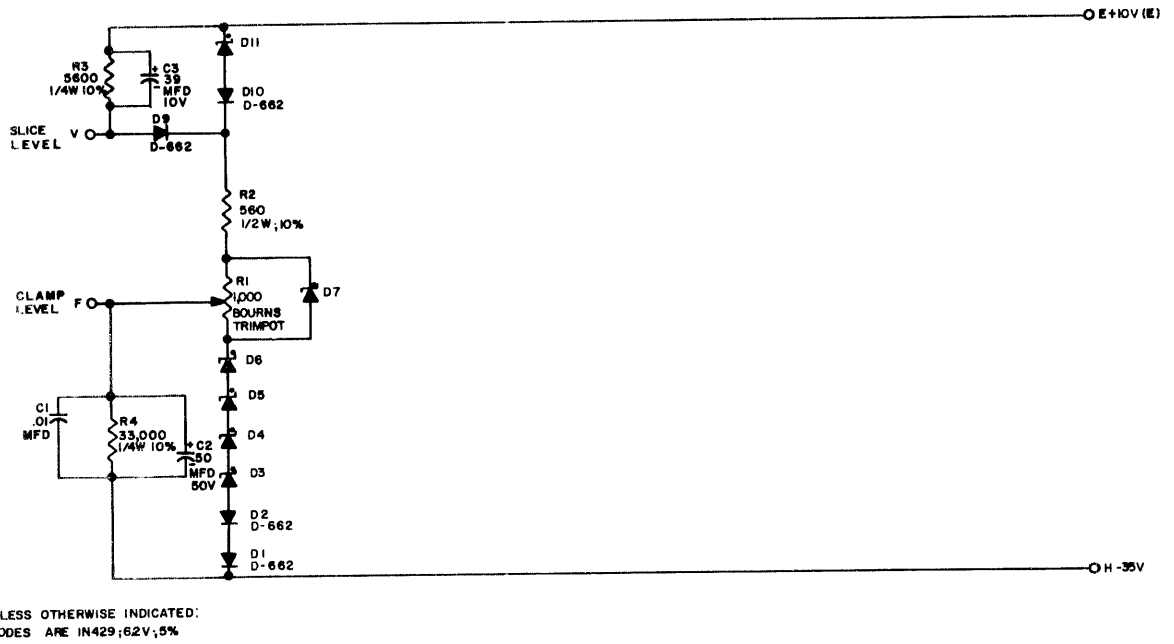 E+10V (E)
D11
R3
5600
1/4W 10%
C3
+
39
-
MFD
10V
D10
D-662
D9
D-662
SLICE
LEVEL
V
R2
560
1/2W, 10%
R1
1,000
BOURNS
TRIMPOT
D7
CLAMP
LEVEL
F
D6
D5
D4
D3
C1
.01
MFD
R4
33,000
1/4W 10%
+
C2
50
-
MFD
50V
D2
D-662
D1
D-662
H -35V
LESS OTHERWISE INDICATED:
ODES ARE IN429; 6.2V; 5%